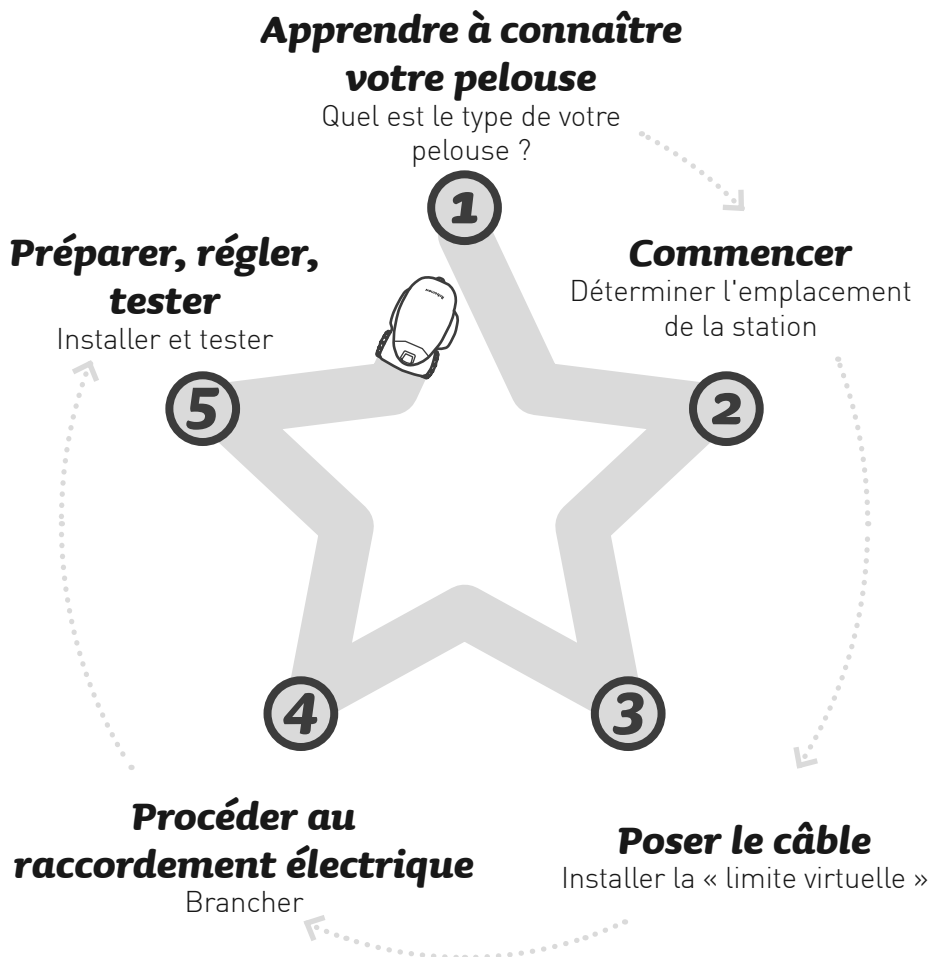 Apprendre à connaître
votre pelouse
Quel est le type de votre
pelouse ?
1
Commencer
Déterminer l'emplacement
de la station
2
Poser le câble
Installer la « limite virtuelle »
3
Procéder au
raccordement électrique
Brancher
4
Préparer, régler,
tester
Installer et tester
5